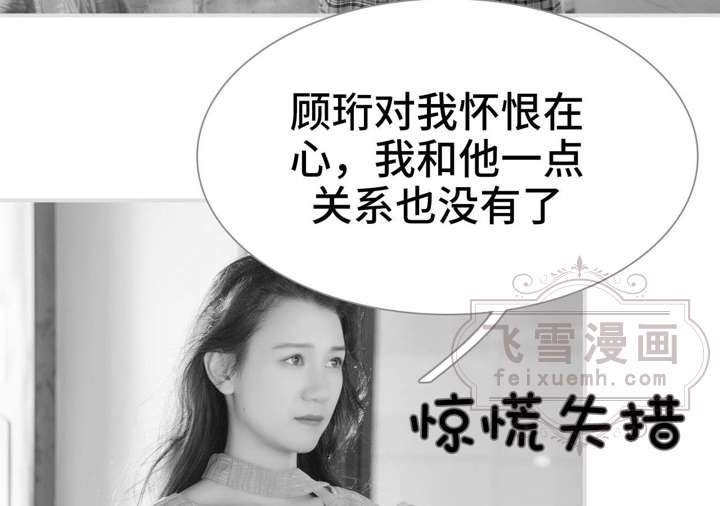 顾珩对我怀恨在
心，我和他一点
关系也没有了
飞雪漫画
feixuemh.com
惊慌失措